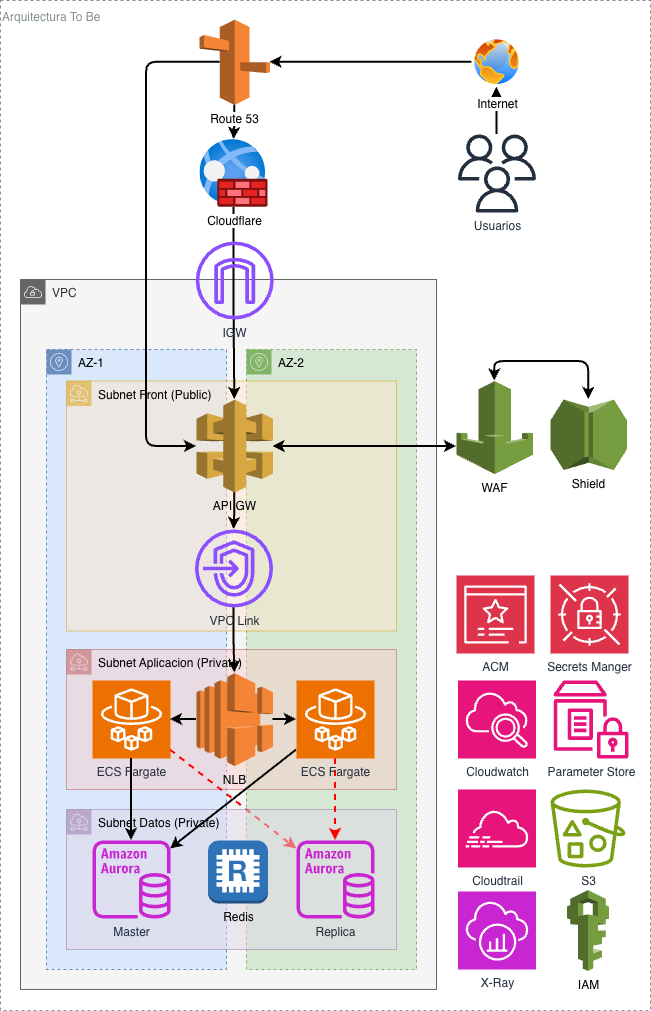 Arquitectura To Be
Route 53
Internet
Cloudflare
Usuarios
VPC
IGW
AZ-1
AZ-2
Subnet Front (Public)
API GW
WAF
Shield
VPC Link
Subnet Aplicacion (Private)
ACM
Secrets Manger
ECS Fargate
NLB
ECS Fargate
Cloudwatch
Parameter Store
Subnet Datos (Private)
Amazon
Aurora
R
Amazon
Aurora
Master
Redis
Replica
Cloudtrail
S3
X-Ray
IAM